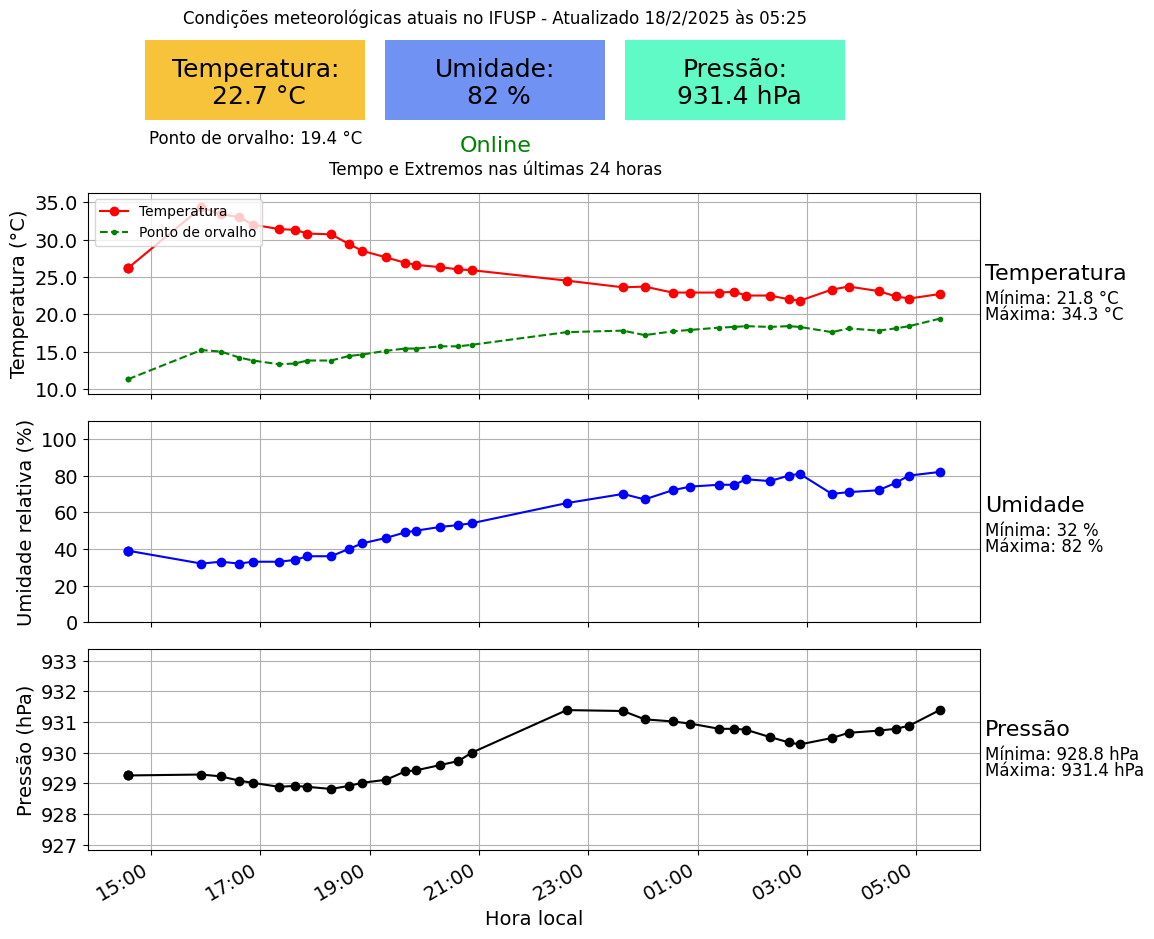 Condições meteorológicas atuais no IFUSP - Atualizado 18/2/2025 às 05:25
Temperatura:
22.7 °C
Umidade:
82 %
Pressão:
931.4 hPa
Ponto de orvalho: 19.4 °C
Online
Tempo e Extremos nas últimas 24 horas
Temperatura (°C)
35.0
30.0
25.0
20.0
15.0
10.0
Temperatura
Ponto de orvalho
Temperatura
Mínima: 21.8 °C
Máxima: 34.3 °C
Umidade relativa (%)
100
80
60
40
20
0
Umidade
Mínima: 32 %
Máxima: 82 %
Pressão (hPa)
933
932
931
930
929
928
927
Pressão
Mínima: 928.8 hPa
Máxima: 931.4 hPa
15:00
17:00
19:00
21:00
23:00
01:00
03:00
05:00
Hora local